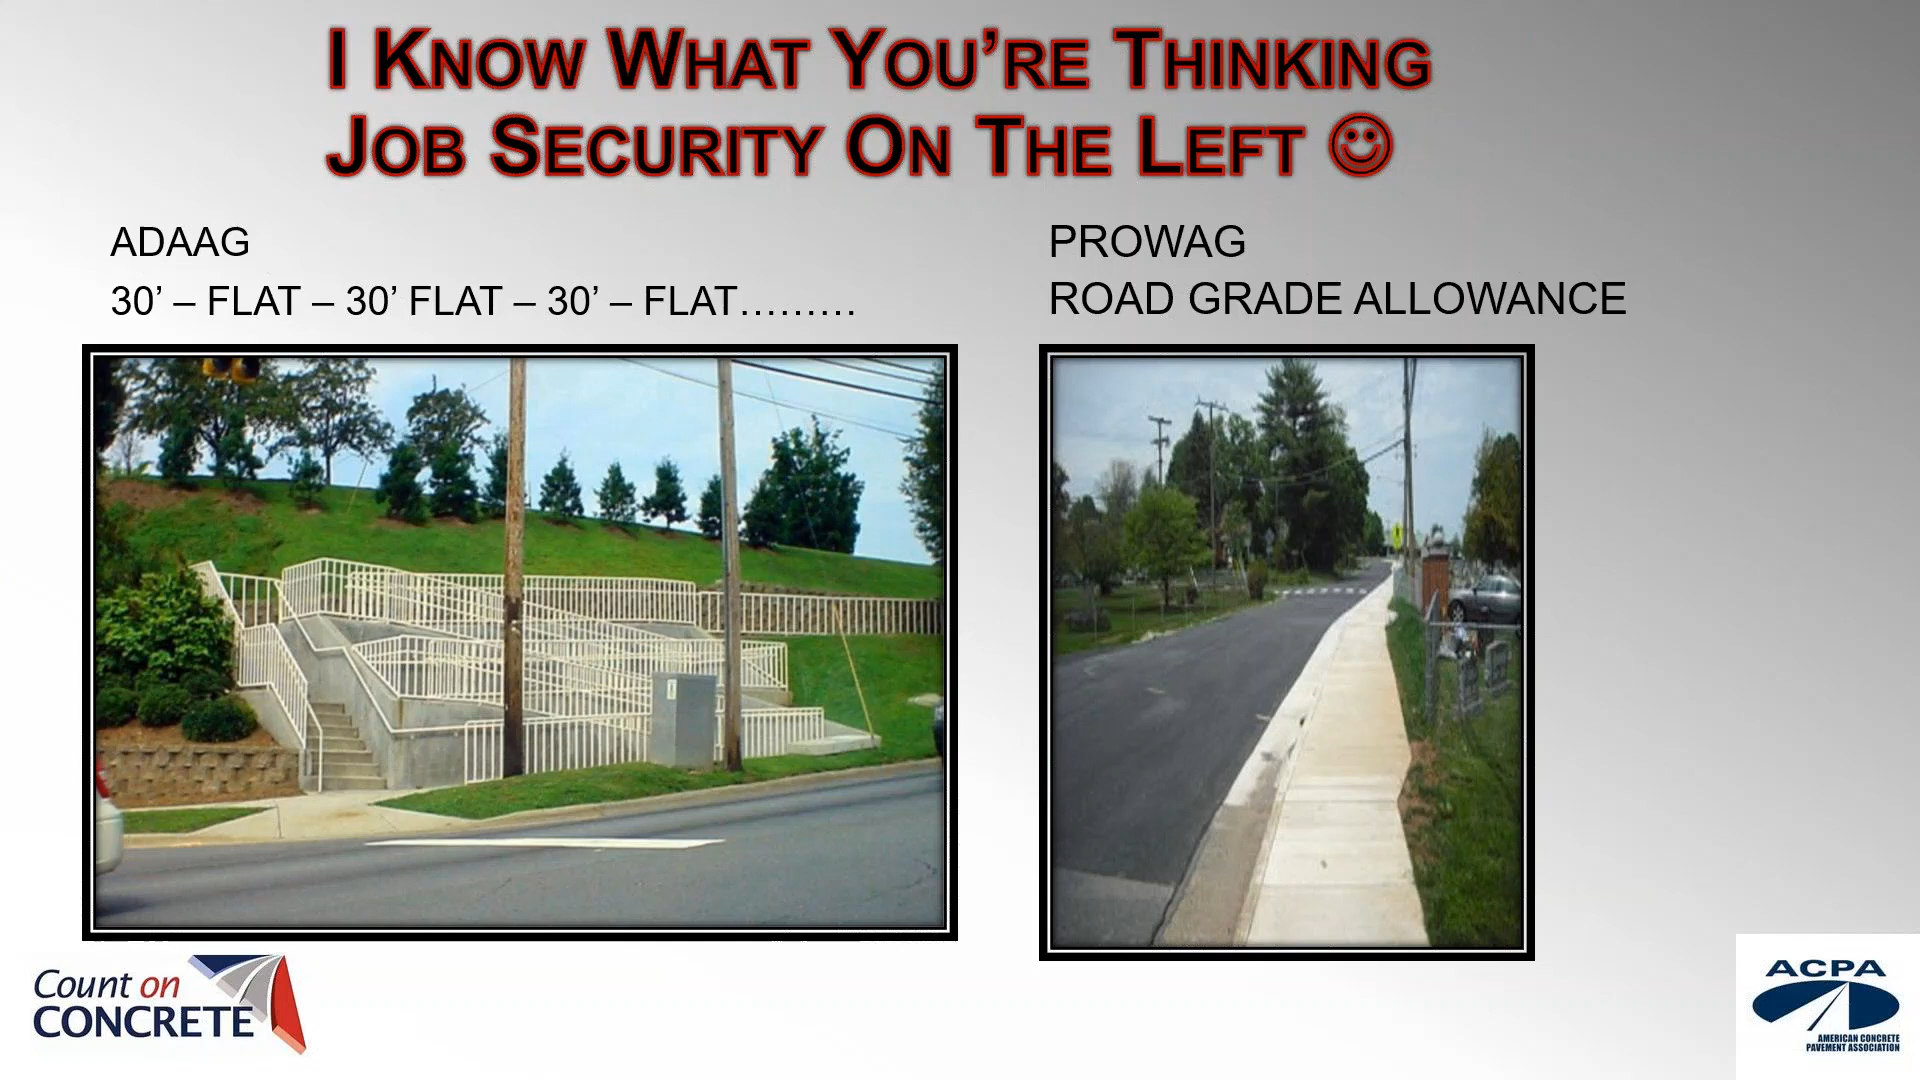 I KNOW WHAT YOU’RE THINKING
JOB SECURITY ON THE LEFT ☺
ADAAG
30’ – FLAT – 30’ FLAT – 30’ – FLAT………
PROWAG
ROAD GRADE ALLOWANCE
Count on
CONCRETE
ACPA
AMERICAN CONCRETE
PAVEMENT ASSOCIATION